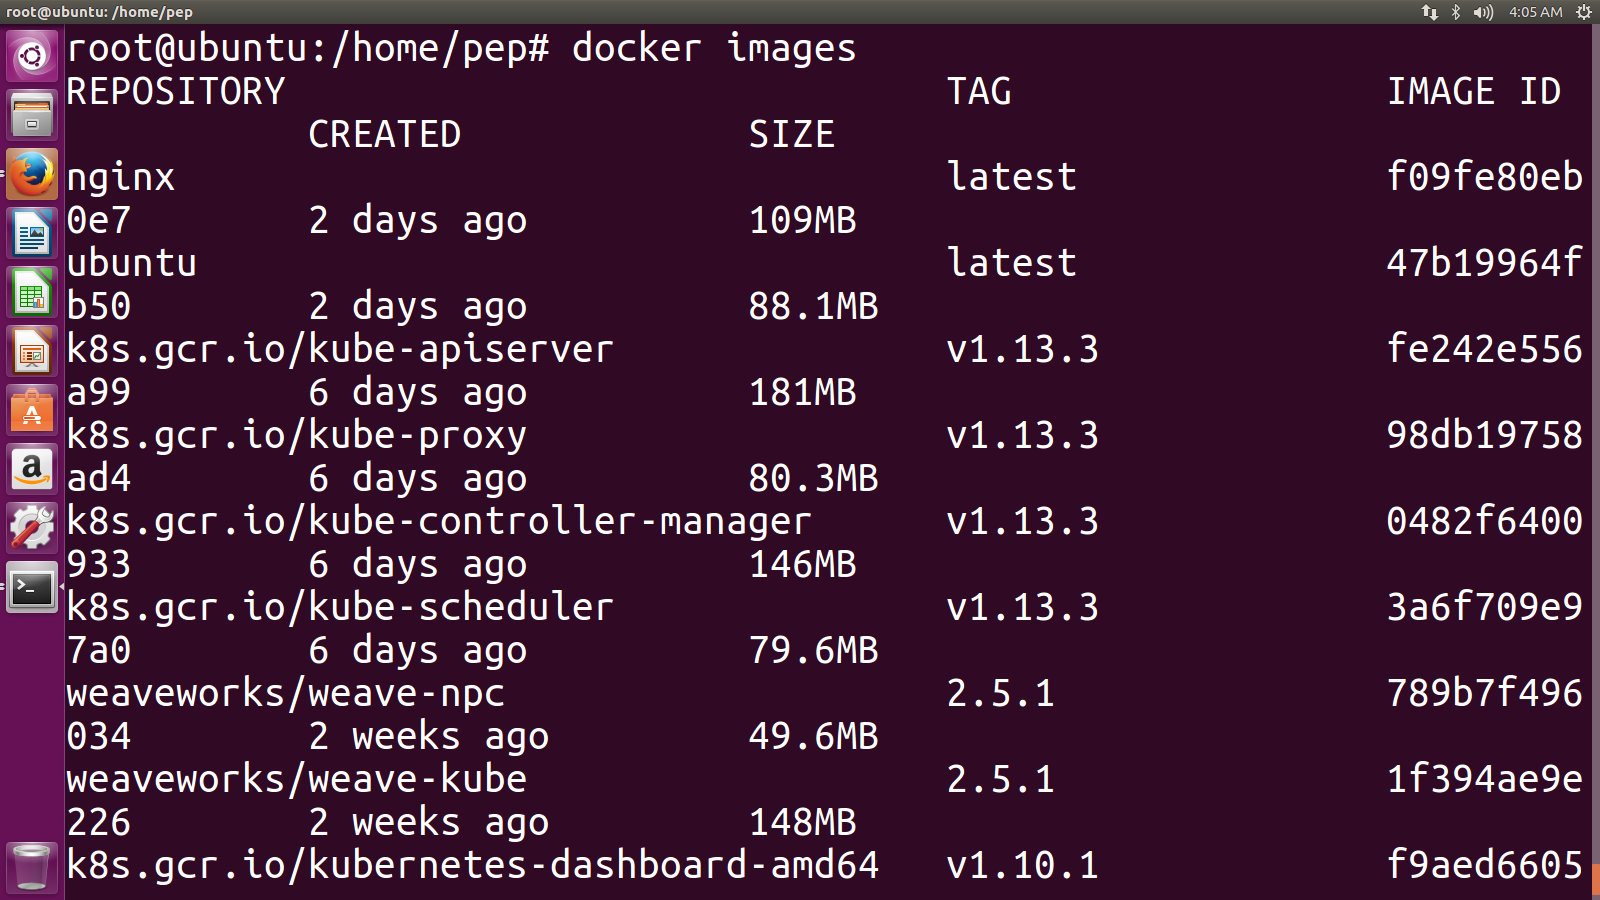 root@ubuntu: /home/pep
4:05 AM
root@ubuntu:/home/pep# docker images
REPOSITORY TAG IMAGE ID
CREATED SIZE
nginx latest f09fe80eb
0e7 2 days ago 109MB
ubuntu latest 47b19964f
b50 2 days ago 88.1MB
k8s.gcr.io/kube-apiserver v1.13.3 fe242e556
a99 6 days ago 181MB
k8s.gcr.io/kube-proxy v1.13.3 98db19758
ad4 6 days ago 80.3MB
k8s.gcr.io/kube-controller-manager v1.13.3 0482f6400
933 6 days ago 146MB
k8s.gcr.io/kube-scheduler v1.13.3 3a6f709e9
7a0 6 days ago 79.6MB
weaveworks/weave-npc 2.5.1 789b7f496
034 2 weeks ago 49.6MB
weaveworks/weave-kube 2.5.1 1f394ae9e
226 2 weeks ago 148MB
k8s.gcr.io/kubernetes-dashboard-amd64 v1.10.1 f9aed6605